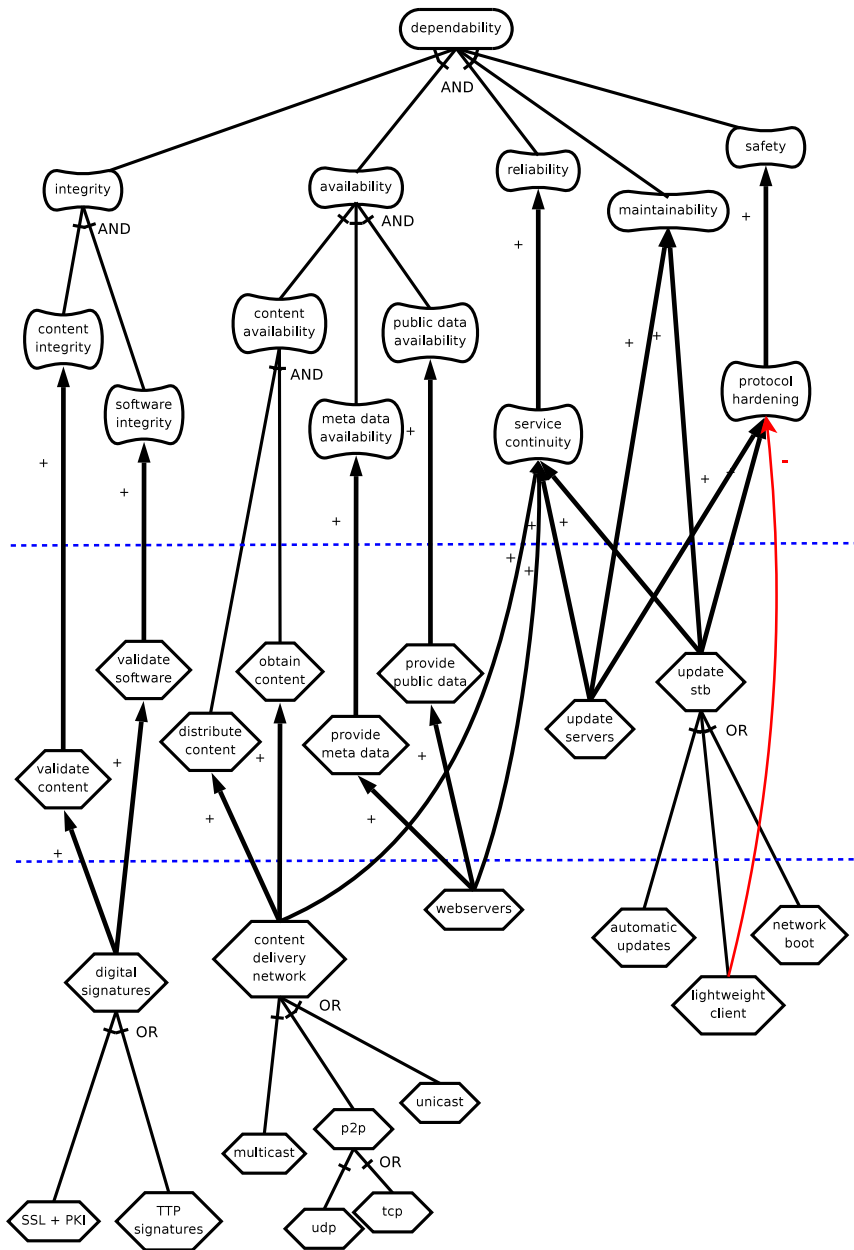 dependability
AND
safety
reliability
integrity
availability
maintainability
AND
AND
+
+
content
availability
public data
availability
content
integrity
+
+
AND
protocol
hardening
software
integrity
meta data
availability
service
continuity
+
+
-
+
+
+
+
+
+
+
+
+
validate
software
obtain
content
provide
public data
update
stb
distribute
content
provide
meta data
update
servers
OR
+
+
+
validate
content
+
+
+
webservers
automatic
updates
network
boot
content
delivery
network
digital
signatures
lightweight
client
OR
OR
unicast
p2p
multicast
OR
SSL + PKI
TTP
signatures
udp
tcp